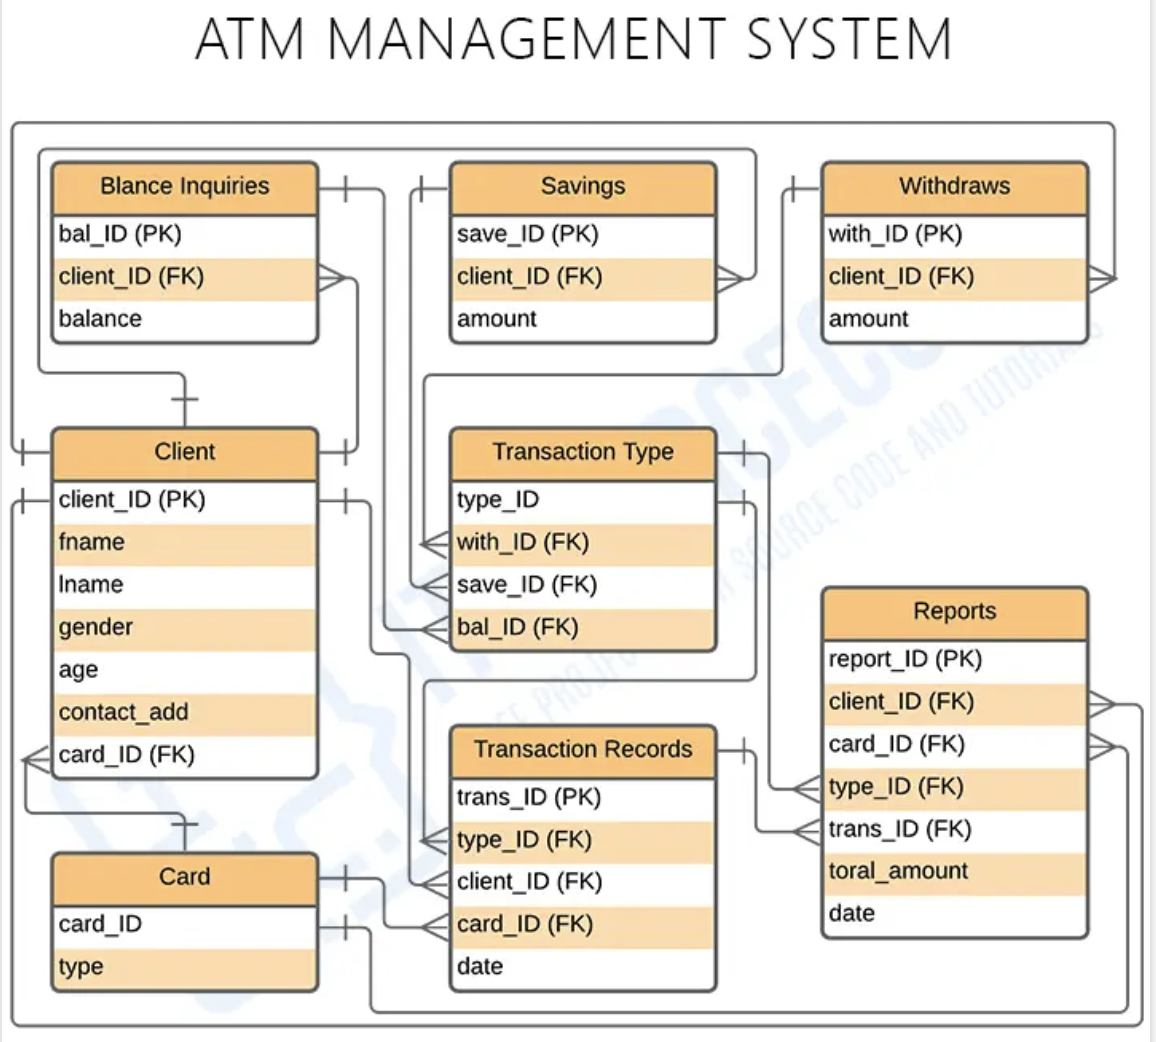 ATM MANAGEMENT SYSTEM
Blance Inquiries
bal_ID (PK)
client_ID (FK)
balance
Savings
save_ID (PK)
client_ID (FK)
amount
Withdraws
with_ID (PK)
client_ID (FK)
amount
Client
client_ID (PK)
fname
lname
gender
age
contact_add
card_ID (FK)
Transaction Type
type_ID
with_ID (FK)
save_ID (FK)
bal_ID (FK)
Reports
report_ID (PK)
client_ID (FK)
card_ID (FK)
type_ID (FK)
trans_ID (FK)
toral_amount
date
Transaction Records
trans_ID (PK)
type_ID (FK)
client_ID (FK)
card_ID (FK)
date
Card
card_ID
type